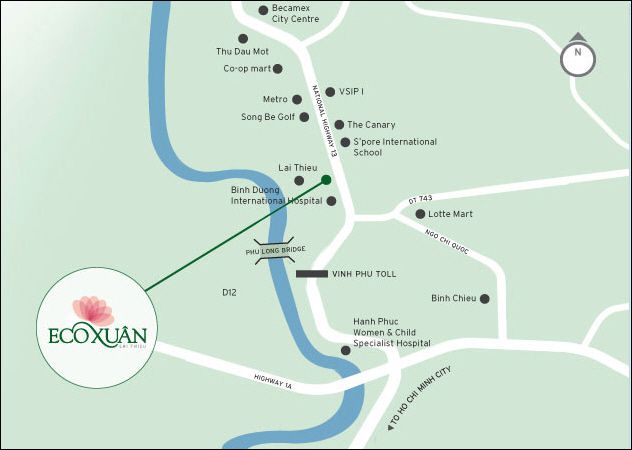 Becamex
City Centre
N
Thu Dau Mot
Co-op mart
NATIONAL HIGHWAY 13
VSIP I
Metro
Song Be Golf
The Canary
S'pore International
School
Lai Thieu
Binh Duong
International Hospital
DT 743
Lotte Mart
NGO CHI QUOC
PHU LONG BRIDGE
VINH PHU TOLL
D12
Binh Chieu
ECOXUÂN
LAI THIEU
Hanh Phuc
Women & Child
Specialist Hospital
HIGHWAY 1A
TO HO CHI MINH CITY